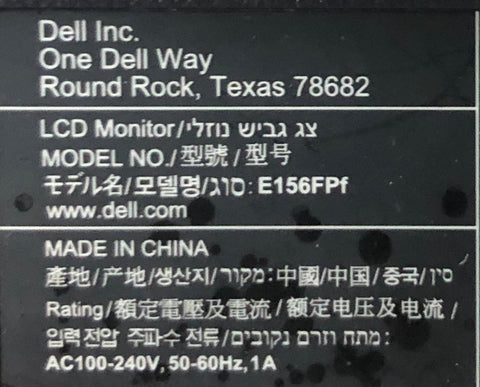 Dell Inc.
One Dell Way
Round Rock, Texas 78682
LCD Monitor/צג גביש נוזלי
MODEL NO./型號/型号
モデル名/모델명/סוג: E156FPf
www.dell.com
MADE IN CHINA
產地/产地/생산지/מקור:中國/中国/중국/סין
Rating/額定電壓及電流/额定电压及电流/
입력전압 주파수 전류/מתח וזרם נקובים:
AC100-240V, 50-60Hz, 1A